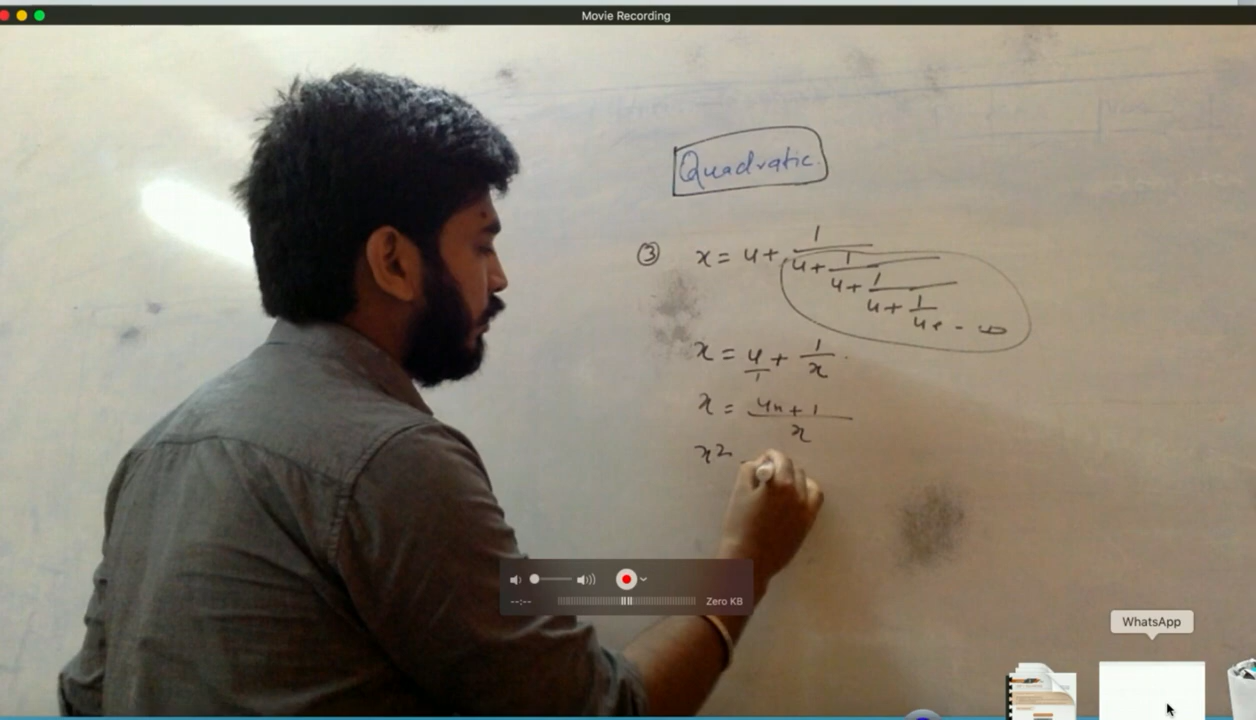 Movie Recording
Quadratic.
③ x = 4 + 1/(4 + 1/(4 + 1/(4 + 1/(4+ - ∞
x = 4/1 + 1/x
x = (4x + 1)/x
x2
--:--
Zero KB
WhatsApp